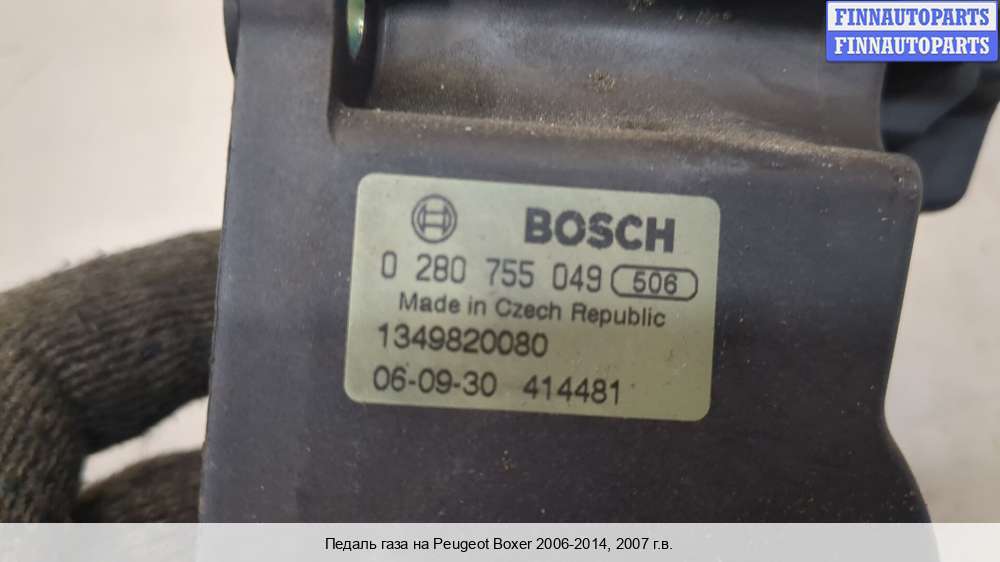 FINNAUTOPARTS
FINNAUTOPARTS
BOSCH
0 280 755 049 506
Made in Czech Republic
1349820080
06-09-30 414481
Педаль газа на Peugeot Boxer 2006-2014, 2007 г.в.